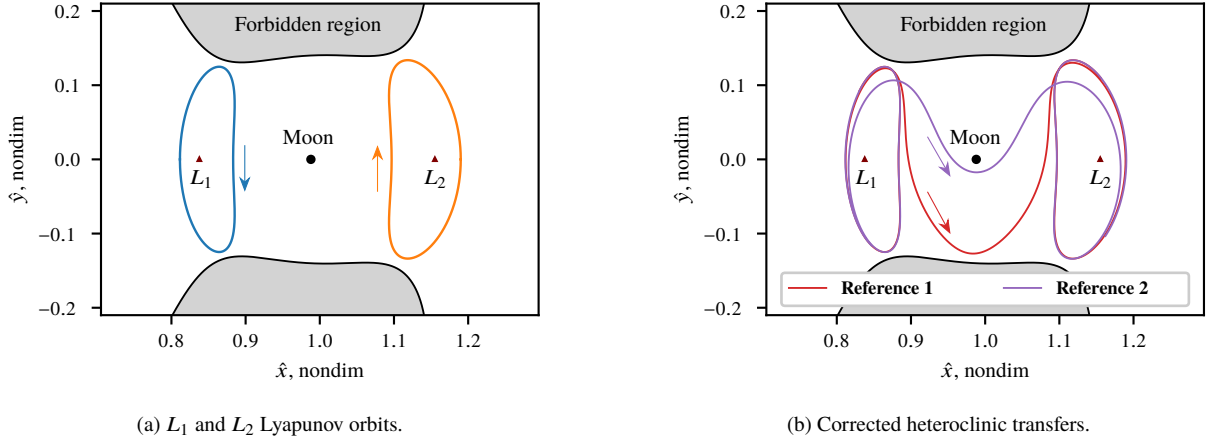 Forbidden region
Moon
L1
L2
0.2
0.1
0.0
−0.1
−0.2
ŷ, nondim
0.8 0.9 1.0 1.1 1.2
x̂, nondim
(a) L1 and L2 Lyapunov orbits.
Forbidden region
Moon
L1
L2
Reference 1 Reference 2
0.2
0.1
0.0
−0.1
−0.2
ŷ, nondim
0.8 0.9 1.0 1.1 1.2
x̂, nondim
(b) Corrected heteroclinic transfers.